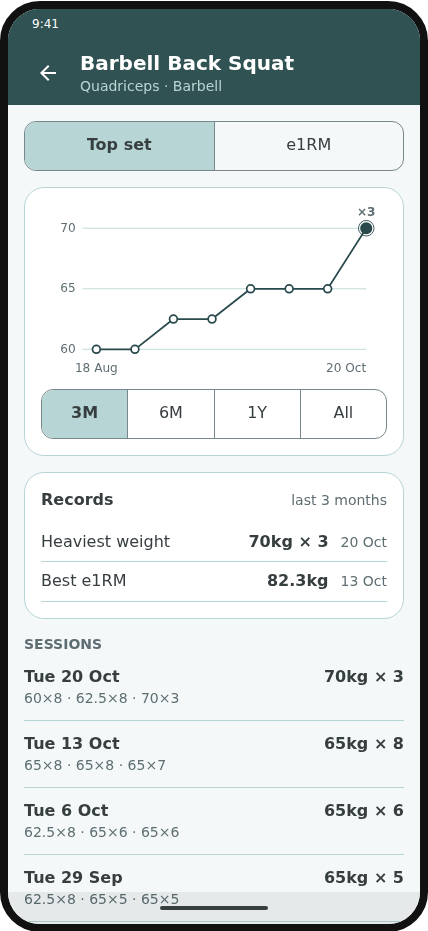 9:41
Barbell Back Squat
Quadriceps · Barbell
Top set
e1RM
×3
70
65
60
18 Aug
20 Oct
3M
6M
1Y
All
Records
last 3 months
Heaviest weight 70kg × 3 20 Oct
Best e1RM 82.3kg 13 Oct
SESSIONS
Tue 20 Oct 70kg × 3
60×8 · 62.5×8 · 70×3
Tue 13 Oct 65kg × 8
65×8 · 65×8 · 65×7
Tue 6 Oct 65kg × 6
62.5×8 · 65×6 · 65×6
Tue 29 Sep 65kg × 5
62.5×8 · 65×5 · 65×5